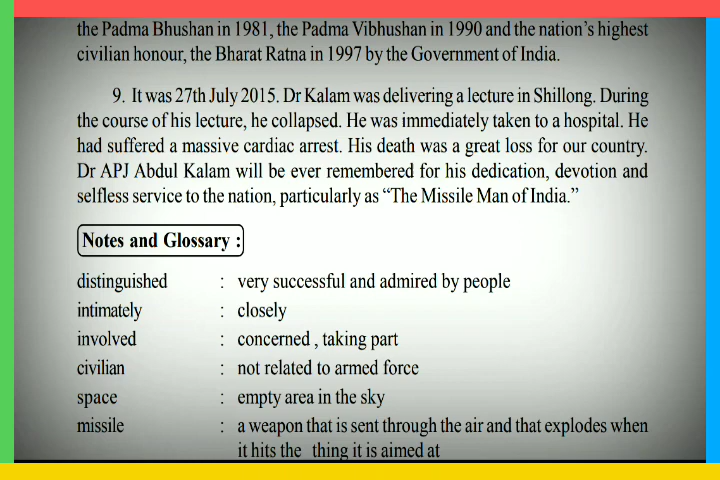 the Padma Bhushan in 1981, the Padma Vibhushan in 1990 and the nation's highest
civilian honour, the Bharat Ratna in 1997 by the Government of India.
9. It was 27th July 2015. Dr Kalam was delivering a lecture in Shillong. During
the course of his lecture, he collapsed. He was immediately taken to a hospital. He
had suffered a massive cardiac arrest. His death was a great loss for our country.
Dr APJ Abdul Kalam will be ever remembered for his dedication, devotion and
selfless service to the nation, particularly as “The Missile Man of India.”
Notes and Glossary :
distinguished : very successful and admired by people
intimately : closely
involved : concerned , taking part
civilian : not related to armed force
space : empty area in the sky
missile : a weapon that is sent through the air and that explodes when
it hits the thing it is aimed at